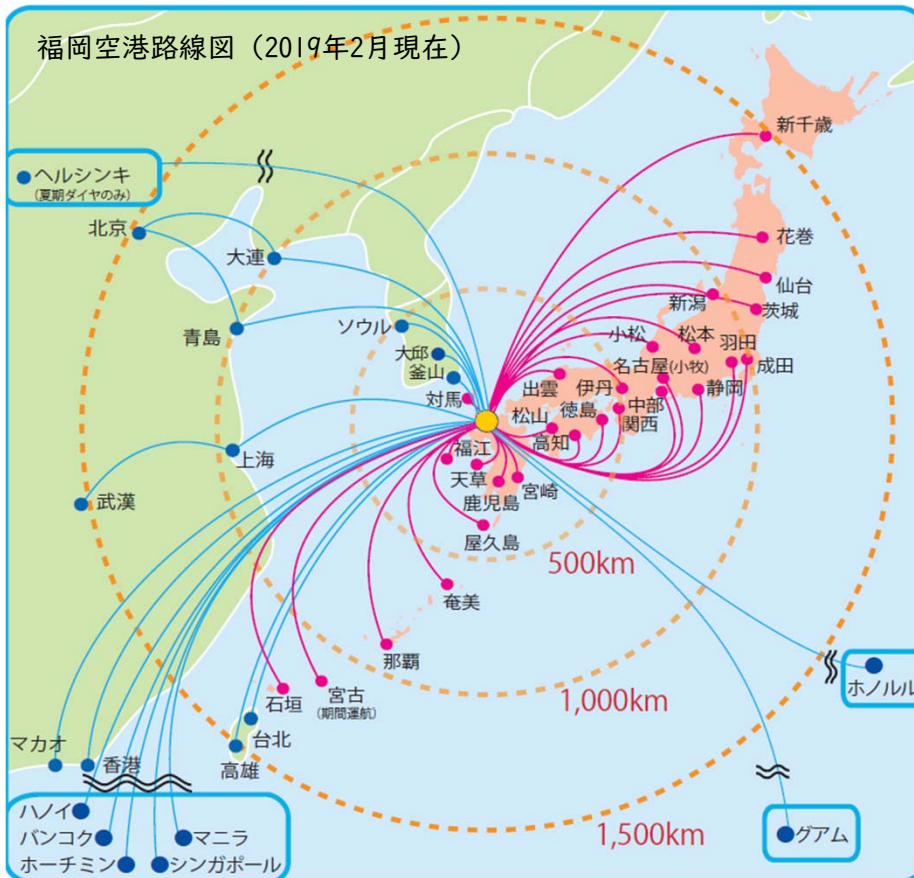 福岡空港路線図（2019年2月現在）
新千歳
ヘルシンキ
（夏期ダイヤのみ）
北京
花巻
大連
仙台
新潟
茨城
青島
ソウル
小松
松本
羽田
大邱
名古屋(小牧)
成田
釜山
出雲
伊丹
静岡
対馬
中部
松山
徳島
関西
高知
福江
上海
天草
宮崎
武漢
鹿児島
屋久島
500km
奄美
那覇
ホノルル
石垣
宮古
（期間運航）
1,000km
台北
マカオ
香港
高雄
ハノイ
バンコク
マニラ
グアム
1,500km
ホーチミン
シンガポール